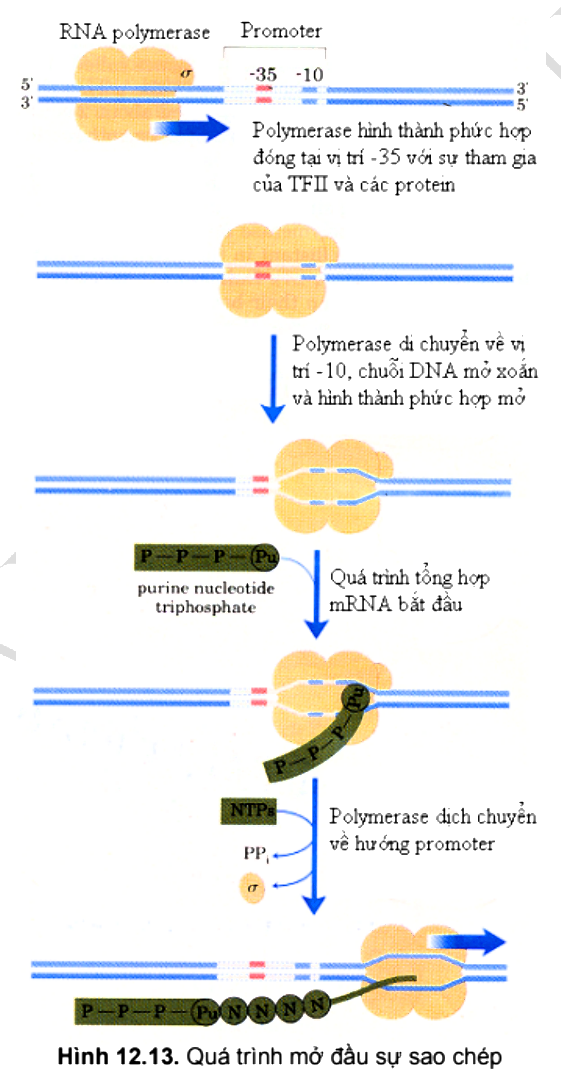 RNA polymerase
Promoter
σ
-35
-10
5'
3'
3'
5'
Polymerase hình thành phức hợp
đóng tại vị trí -35 với sự tham gia
của TFII và các protein
Polymerase di chuyển về vị
trí -10, chuỗi DNA mở xoắn
và hình thành phức hợp mở
P – P – P – Pu
purine nucleotide
triphosphate
Quá trình tổng hợp
mRNA bắt đầu
P – P – P – Pu
NTPs
PPi
σ
Polymerase dịch chuyển
về hướng promoter
P – P – P – Pu N N N N
Hình 12.13. Quá trình mở đầu sự sao chép